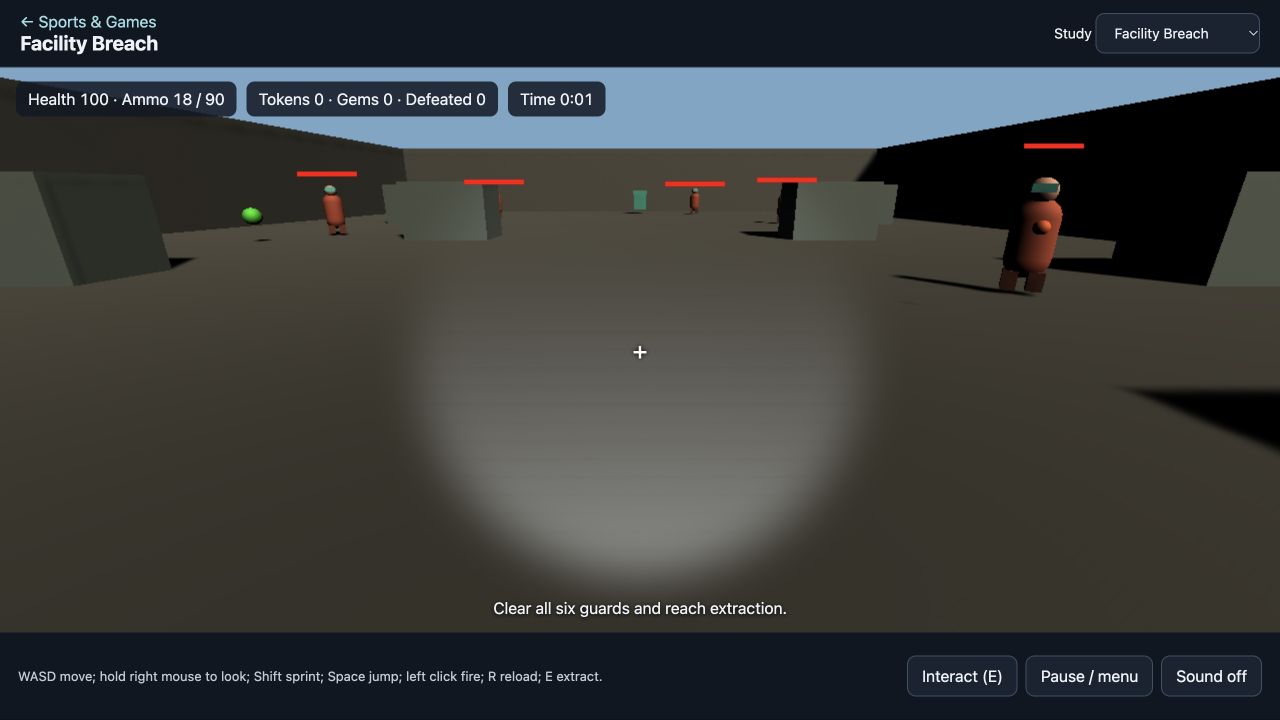 ← Sports & Games
Facility Breach
Study
Facility Breach
Health 100 · Ammo 18 / 90
Tokens 0 · Gems 0 · Defeated 0
Time 0:01
Clear all six guards and reach extraction.
WASD move; hold right mouse to look; Shift sprint; Space jump; left click fire; R reload; E extract.
Interact (E)
Pause / menu
Sound off